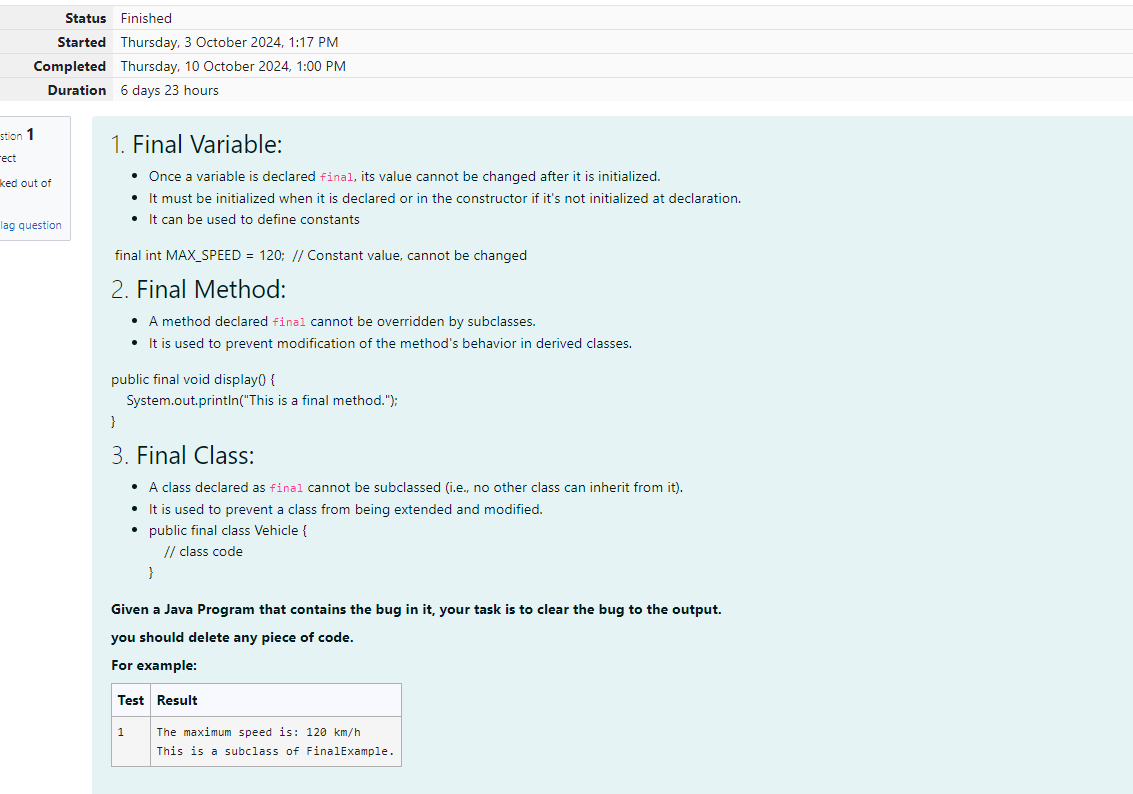 Status Finished
Started Thursday, 3 October 2024, 1:17 PM
Completed Thursday, 10 October 2024, 1:00 PM
Duration 6 days 23 hours
stion 1
rect
ked out of
lag question
1. Final Variable:
• Once a variable is declared final, its value cannot be changed after it is initialized.
• It must be initialized when it is declared or in the constructor if it's not initialized at declaration.
• It can be used to define constants
final int MAX_SPEED = 120; // Constant value, cannot be changed
2. Final Method:
• A method declared final cannot be overridden by subclasses.
• It is used to prevent modification of the method's behavior in derived classes.
public final void display() {
System.out.println("This is a final method.");
}
3. Final Class:
• A class declared as final cannot be subclassed (i.e., no other class can inherit from it).
• It is used to prevent a class from being extended and modified.
• public final class Vehicle {
// class code
}
Given a Java Program that contains the bug in it, your task is to clear the bug to the output.
you should delete any piece of code.
For example:
Test Result
1 The maximum speed is: 120 km/h
This is a subclass of FinalExample.